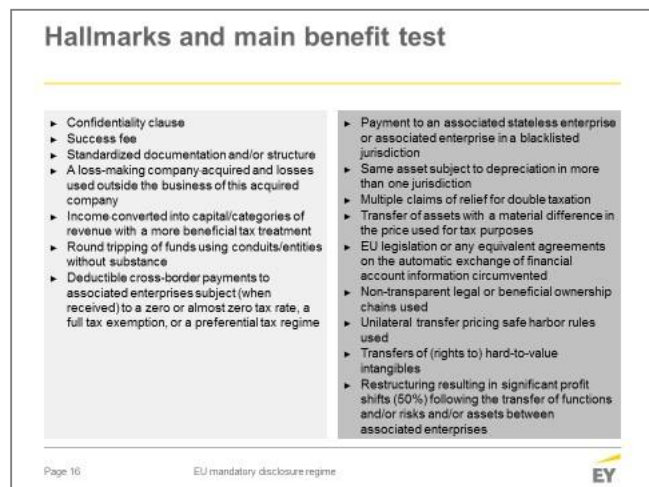 Hallmarks and main benefit test
► Confidentiality clause
► Success fee
► Standardized documentation and/or structure
► A loss-making company acquired and losses
used outside the business of this acquired
company
► Income converted into capital/categories of
revenue with a more beneficial tax treatment
► Round tripping of funds using conduits/entities
without substance
► Deductible cross-border payments to
associated enterprises subject (when
received) to a zero or almost zero tax rate, a
full tax exemption, or a preferential tax regime
► Payment to an associated stateless enterprise
or associated enterprise in a blacklisted
jurisdiction
► Same asset subject to depreciation in more
than one jurisdiction
► Multiple claims of relief for double taxation
► Transfer of assets with a material difference in
the price used for tax purposes
► EU legislation or any equivalent agreements
on the automatic exchange of financial
account information circumvented
► Non-transparent legal or beneficial ownership
chains used
► Unilateral transfer pricing safe harbor rules
used
► Transfers of (rights to) hard-to-value
intangibles
► Restructuring resulting in significant profit
shifts (50%) following the transfer of functions
and/or risks and/or assets between
associated enterprises
Page 16 EU mandatory disclosure regime
EY